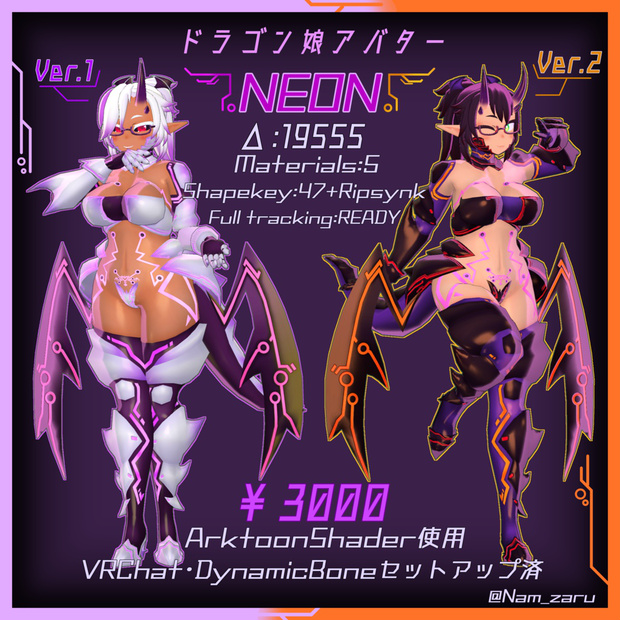 ドラゴン娘アバター
Ver.1
NEON
Ver.2
Δ:19555
Materials:5
Shapekey:47+Ripsynk
Full tracking:READY
¥3000
ArktoonShader使用
VRChat・DynamicBoneセットアップ済
@Nam_zaru